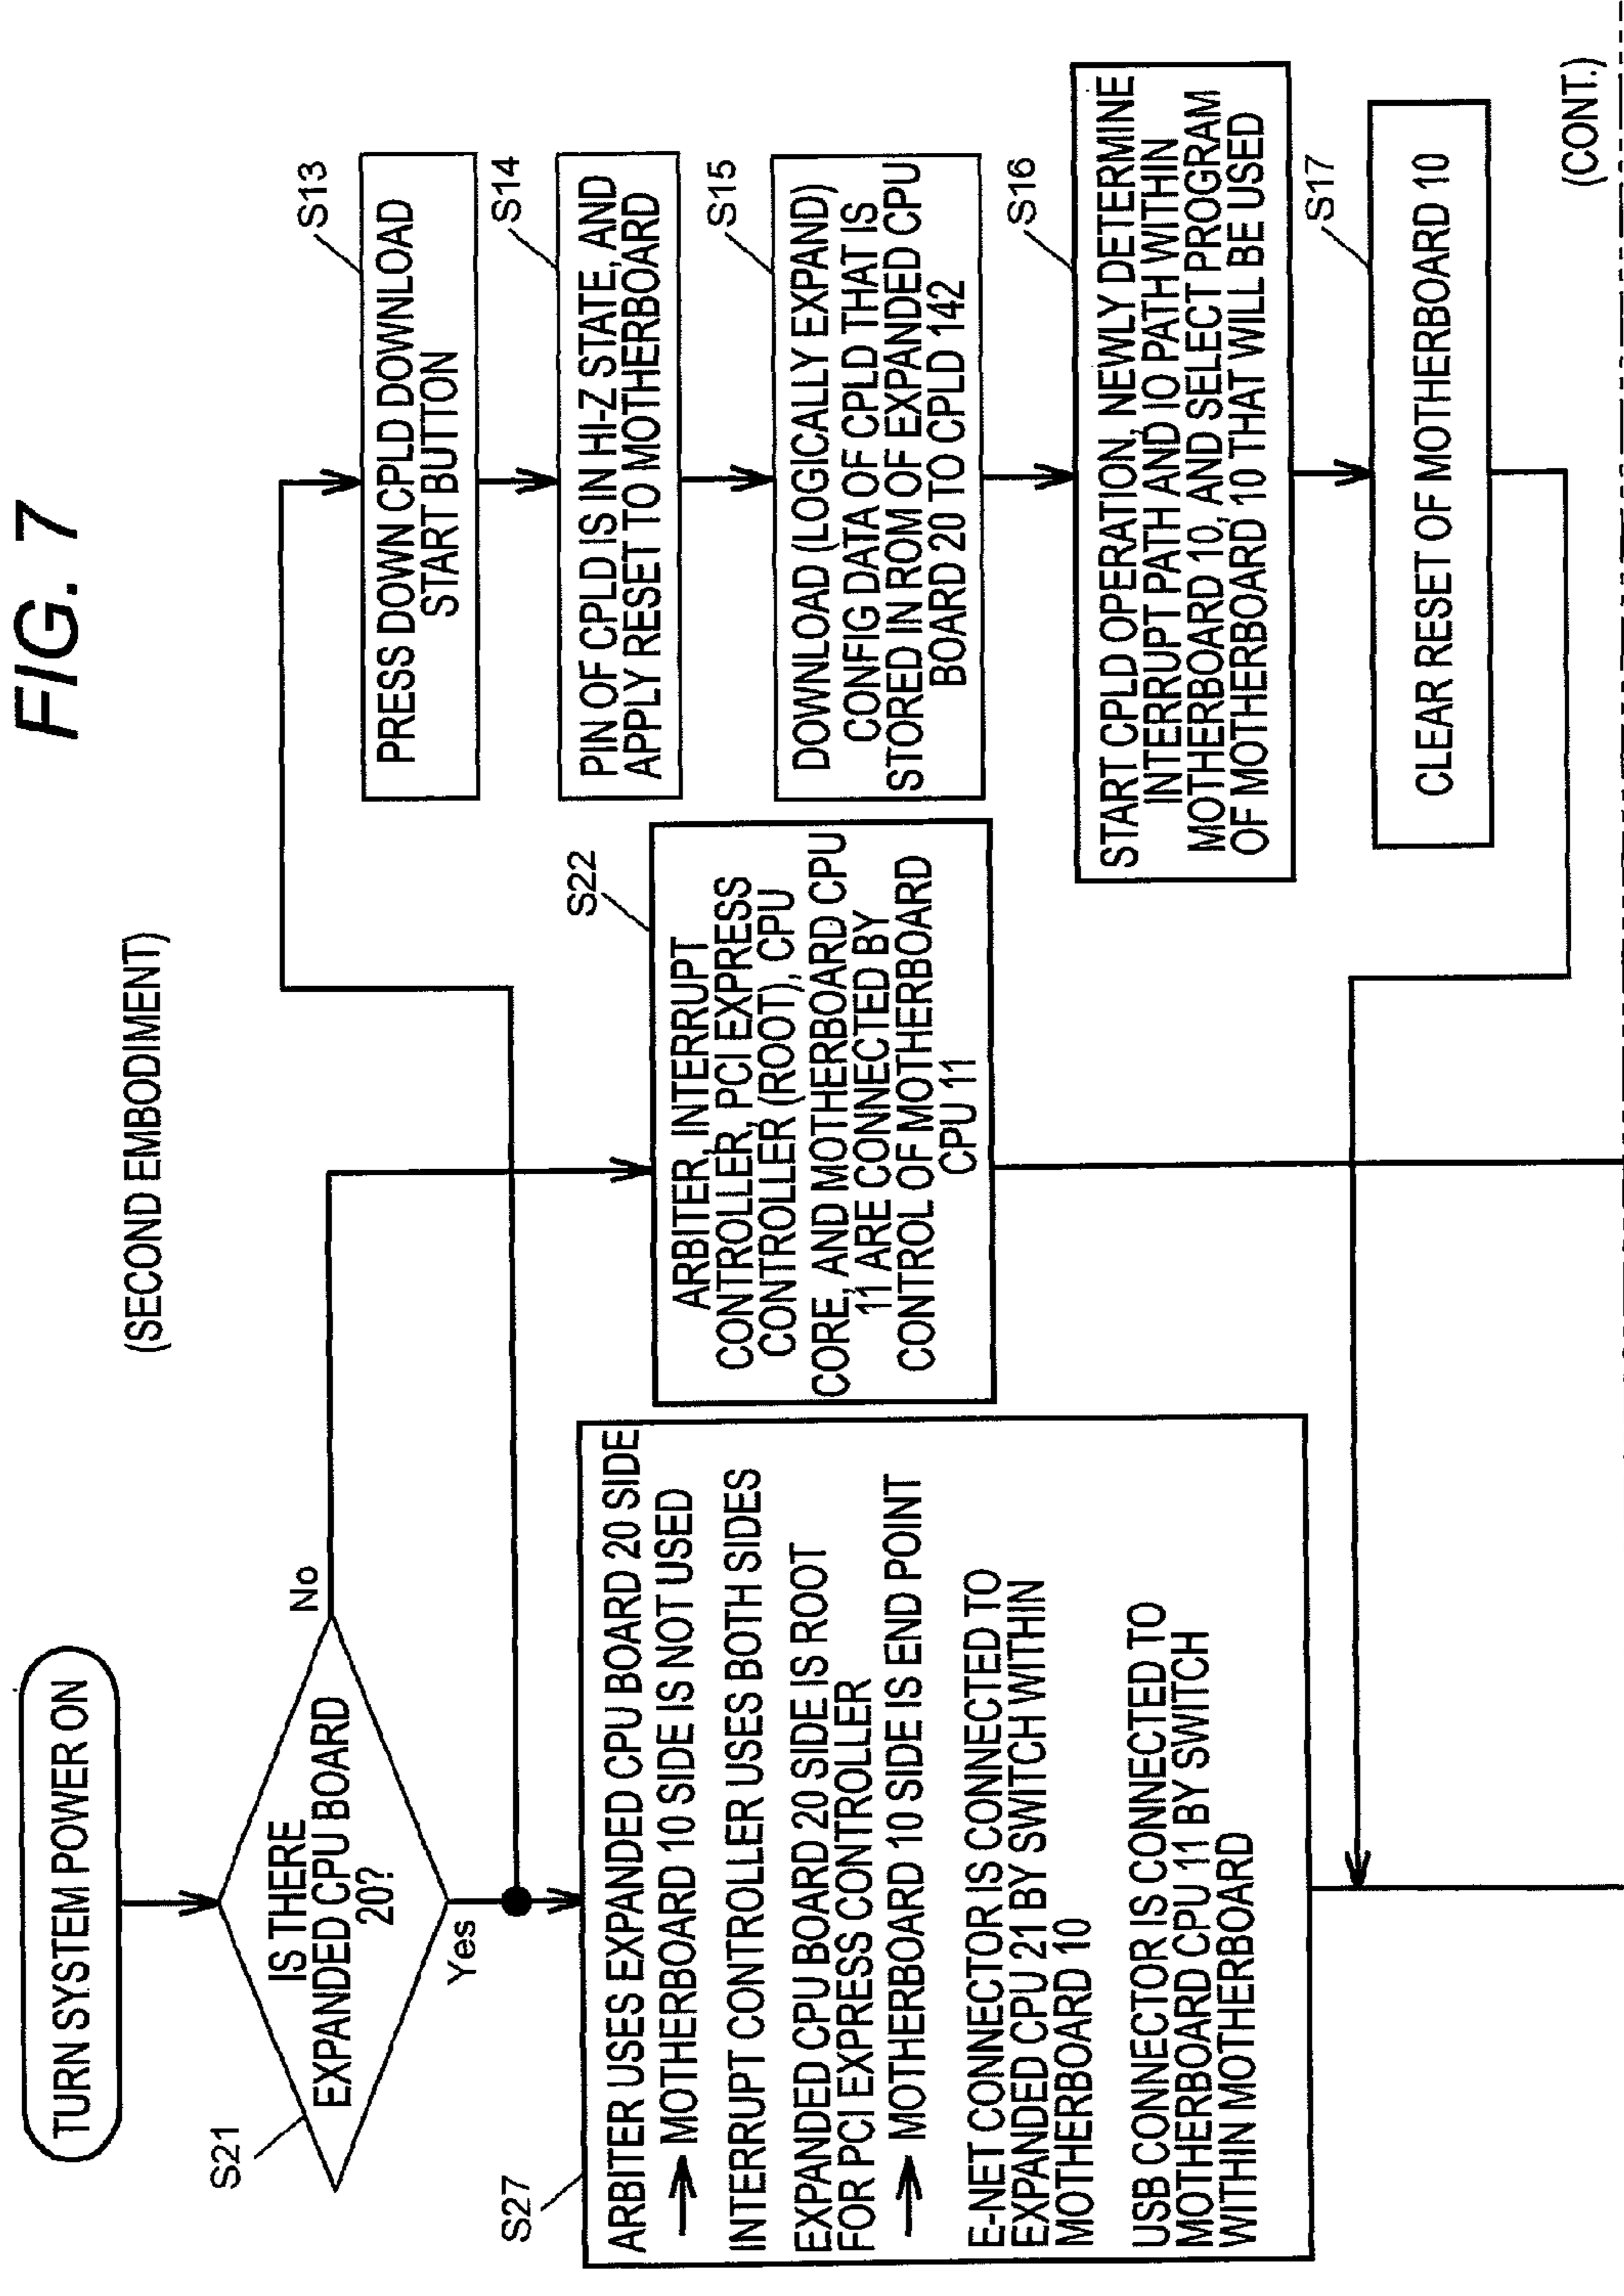 FIG. 7
(SECOND EMBODIMENT)
TURN SYSTEM POWER ON
S21
IS THERE
EXPANDED CPU BOARD
20?
No
Yes
S27
ARBITER USES EXPANDED CPU BOARD 20 SIDE
→ MOTHERBOARD 10 SIDE IS NOT USED
INTERRUPT CONTROLLER USES BOTH SIDES
EXPANDED CPU BOARD 20 SIDE IS ROOT
FOR PCI EXPRESS CONTROLLER
→ MOTHERBOARD 10 SIDE IS END POINT
E-NET CONNECTOR IS CONNECTED TO
EXPANDED CPU 21 BY SWITCH WITHIN
MOTHERBOARD 10
USB CONNECTOR IS CONNECTED TO
MOTHERBOARD CPU 11 BY SWITCH
WITHIN MOTHERBOARD
S22
ARBITER, INTERRUPT
CONTROLLER, PCI EXPRESS
CONTROLLER (ROOT), CPU
CORE, AND MOTHERBOARD CPU
11 ARE CONNECTED BY
CONTROL OF MOTHERBOARD
CPU 11
S13
PRESS DOWN CPLD DOWNLOAD
START BUTTON
S14
PIN OF CPLD IS IN HI-Z STATE, AND
APPLY RESET TO MOTHERBOARD
S15
DOWNLOAD (LOGICALLY EXPAND)
CONFIG DATA OF CPLD THAT IS
STORED IN ROM OF EXPANDED CPU
BOARD 20 TO CPLD 142
S16
START CPLD OPERATION, NEWLY DETERMINE
INTERRUPT PATH AND IO PATH WITHIN
MOTHERBOARD 10, AND SELECT PROGRAM
OF MOTHERBOARD 10 THAT WILL BE USED
S17
CLEAR RESET OF MOTHERBOARD 10
(CONT.)